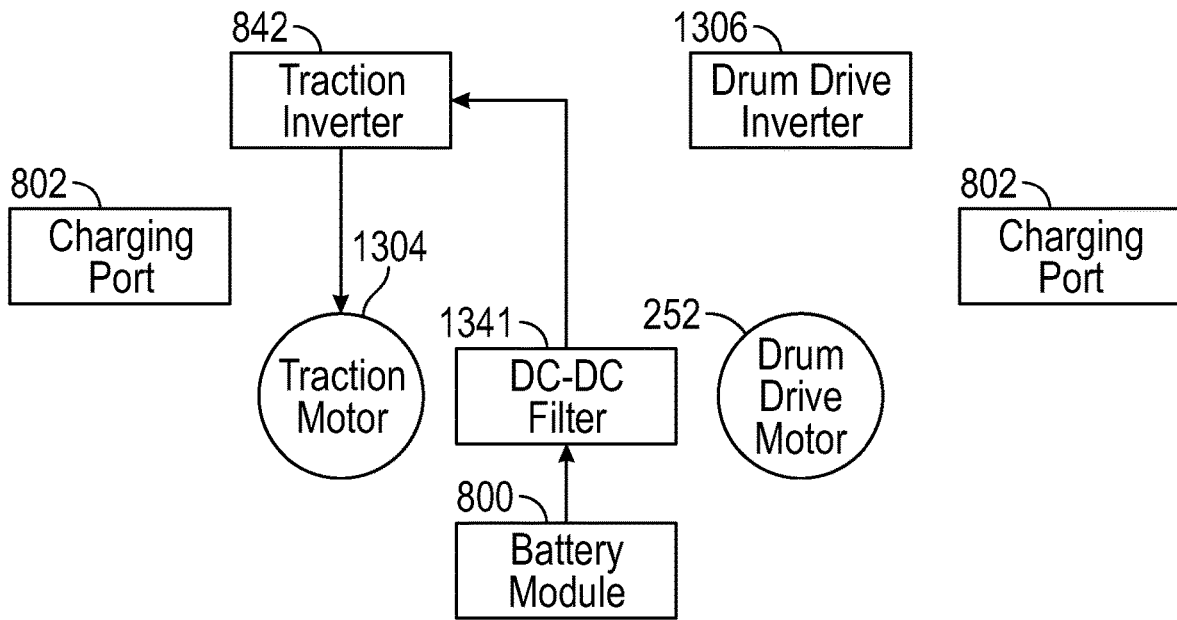 842
Traction
Inverter
1306
Drum Drive
Inverter
802
Charging
Port
802
Charging
Port
1304
Traction
Motor
1341
DC-DC
Filter
252
Drum
Drive
Motor
800
Battery
Module